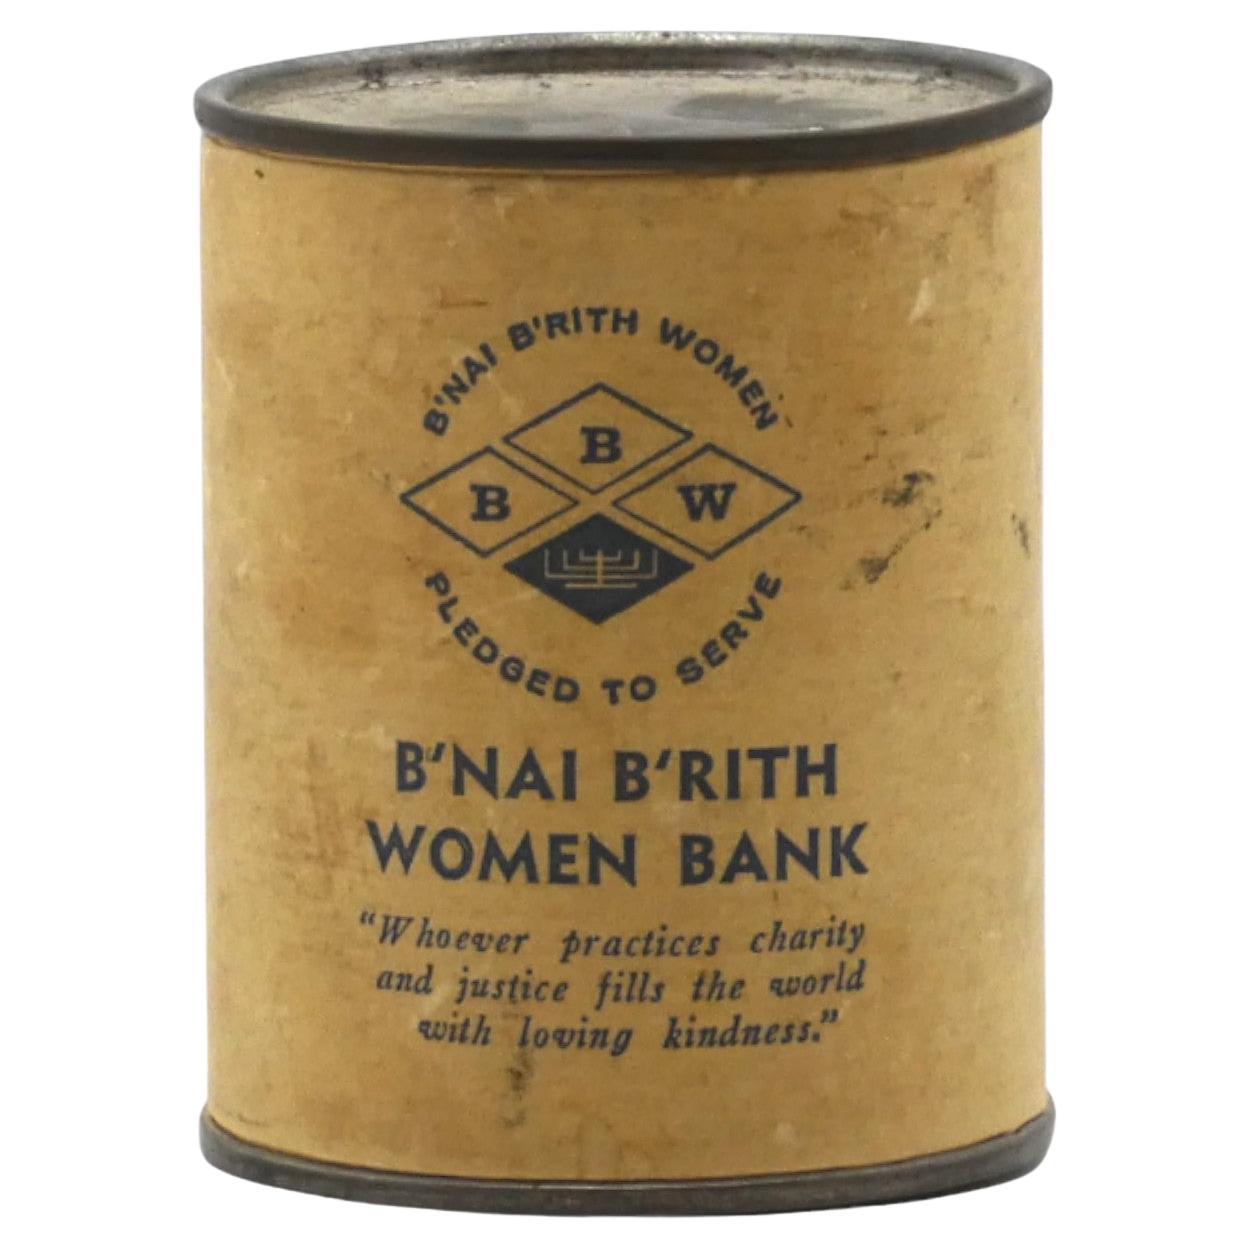 B'NAI B'RITH WOMEN
B
B W
PLEDGED TO SERVE
B'NAI B'RITH
WOMEN BANK
"Whoever practices charity
and justice fills the world
with loving kindness."